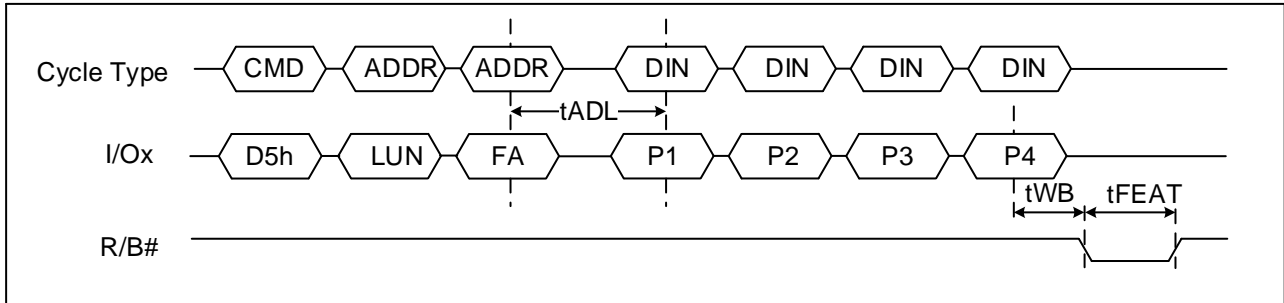 Cycle Type CMD ADDR ADDR DIN DIN DIN DIN
tADL
I/Ox D5h LUN FA P1 P2 P3 P4
tWB tFEAT
R/B#